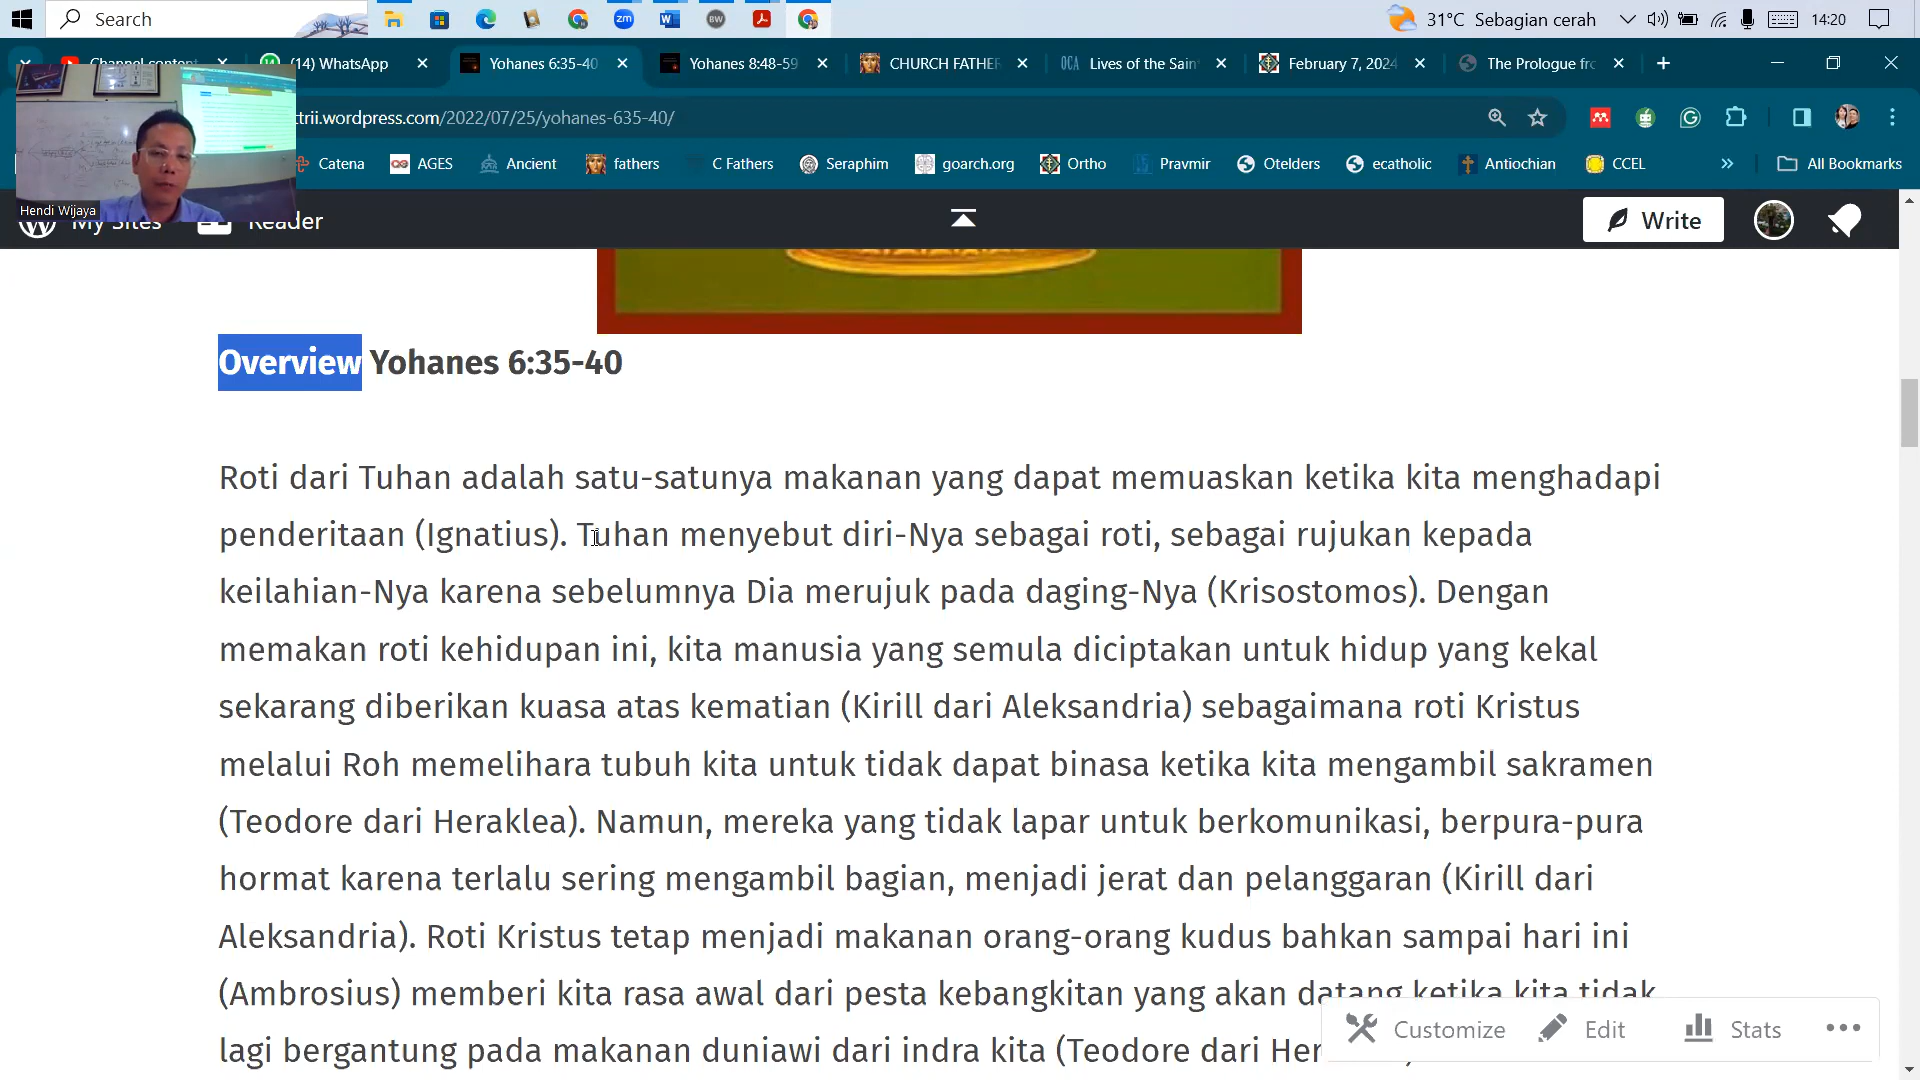 Search
31°C Sebagian cerah
14:20
Channel content
(14) WhatsApp
Yohanes 6:35-40
Yohanes 8:48-59
CHURCH FATHER
OCA Lives of the Sain
February 7, 2024
The Prologue fro
ctrii.wordpress.com/2022/07/25/yohanes-635-40/
Catena
AGES
Ancient
fathers
C Fathers
Seraphim
goarch.org
Ortho
Pravmir
Otelders
ecatholic
Antiochian
CCEL
All Bookmarks
Hendi Wijaya
My Sites
Reader
Write
Overview Yohanes 6:35-40
Roti dari Tuhan adalah satu-satunya makanan yang dapat memuaskan ketika kita menghadapi
penderitaan (Ignatius). Tuhan menyebut diri-Nya sebagai roti, sebagai rujukan kepada
keilahian-Nya karena sebelumnya Dia merujuk pada daging-Nya (Krisostomos). Dengan
memakan roti kehidupan ini, kita manusia yang semula diciptakan untuk hidup yang kekal
sekarang diberikan kuasa atas kematian (Kirill dari Aleksandria) sebagaimana roti Kristus
melalui Roh memelihara tubuh kita untuk tidak dapat binasa ketika kita mengambil sakramen
(Teodore dari Heraklea). Namun, mereka yang tidak lapar untuk berkomunikasi, berpura-pura
hormat karena terlalu sering mengambil bagian, menjadi jerat dan pelanggaran (Kirill dari
Aleksandria). Roti Kristus tetap menjadi makanan orang-orang kudus bahkan sampai hari ini
(Ambrosius) memberi kita rasa awal dari pesta kebangkitan yang akan datang ketika kita tidak
lagi bergantung pada makanan duniawi dari indra kita (Teodore dari Her
Customize
Edit
Stats